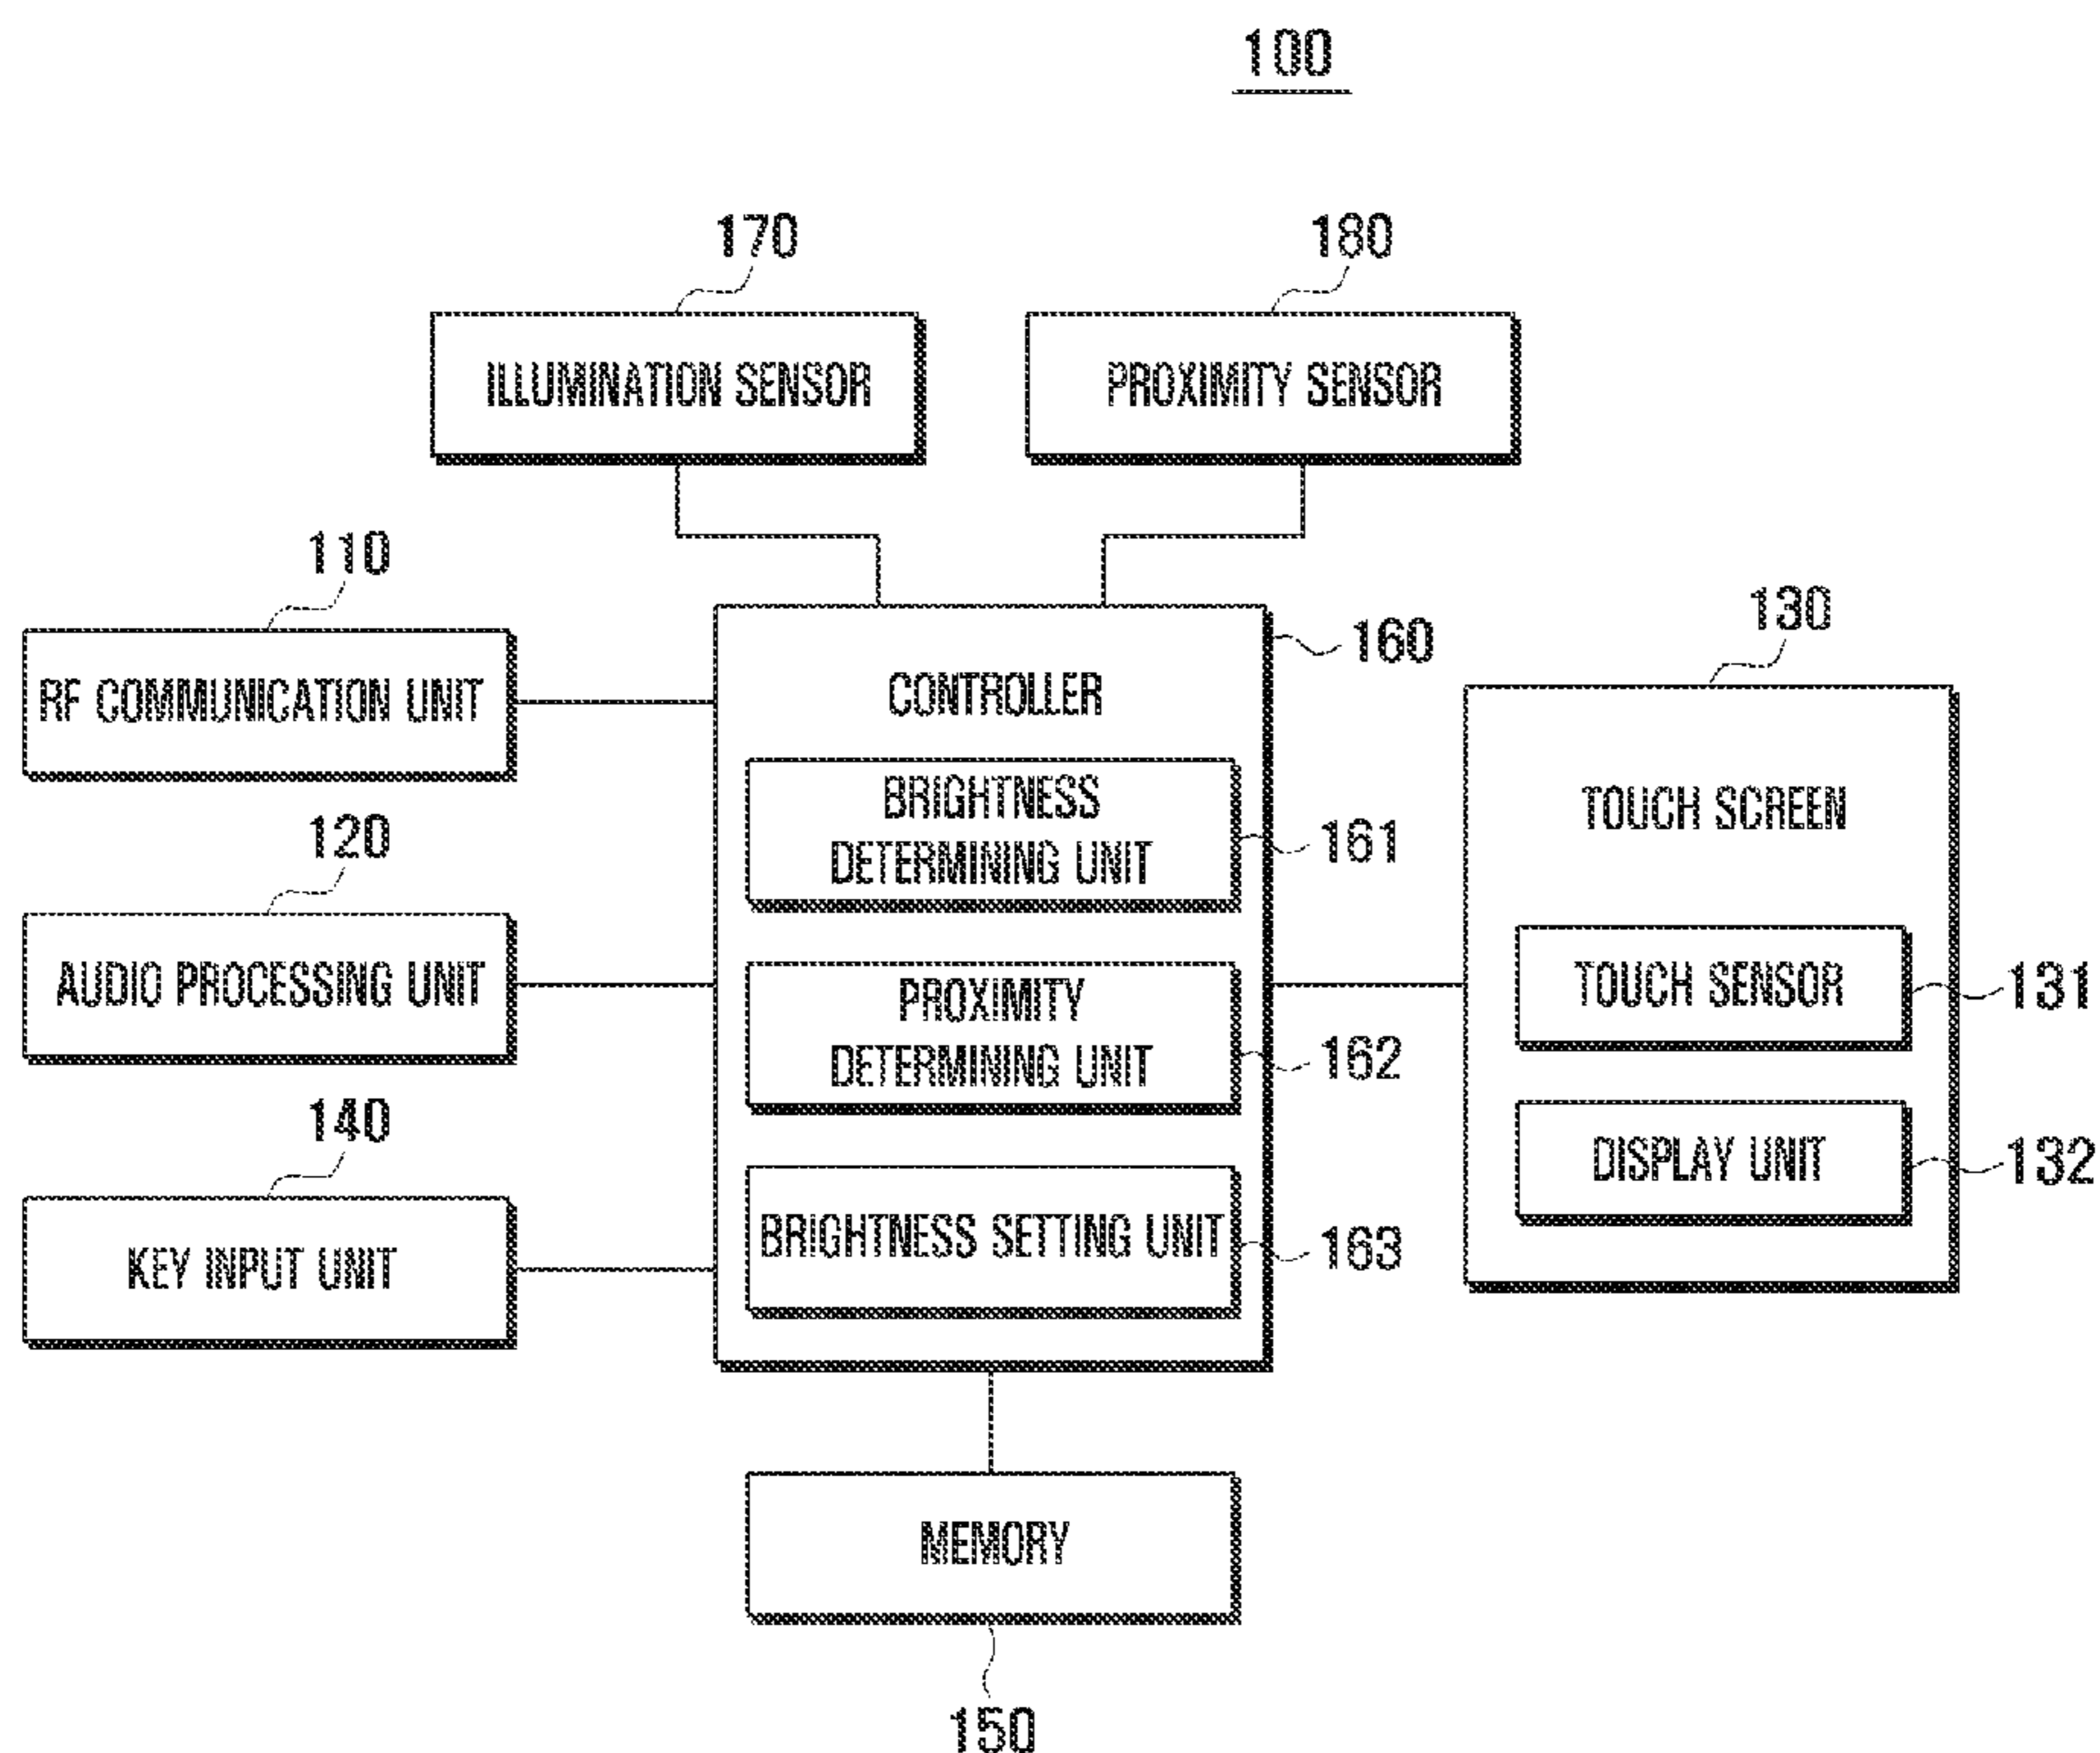 100
170
180
ILLUMINATION SENSOR
PROXIMITY SENSOR
110
RF COMMUNICATION UNIT
120
AUDIO PROCESSING UNIT
140
KEY INPUT UNIT
160
CONTROLLER
BRIGHTNESS
DETERMINING UNIT
161
PROXIMITY
DETERMINING UNIT
162
BRIGHTNESS SETTING UNIT
163
130
TOUCH SCREEN
TOUCH SENSOR
131
DISPLAY UNIT
132
MEMORY
150